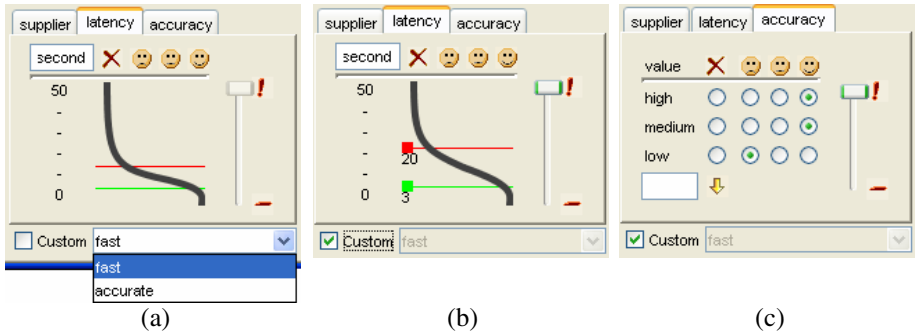 supplier latency accuracy
second
50
-
-
-
0
Custom fast
fast
accurate
(a)
supplier latency accuracy
second
50
-
-
20
-
0
3
Custom fast
(b)
supplier latency accuracy
value
high
medium
low
Custom fast
(c)